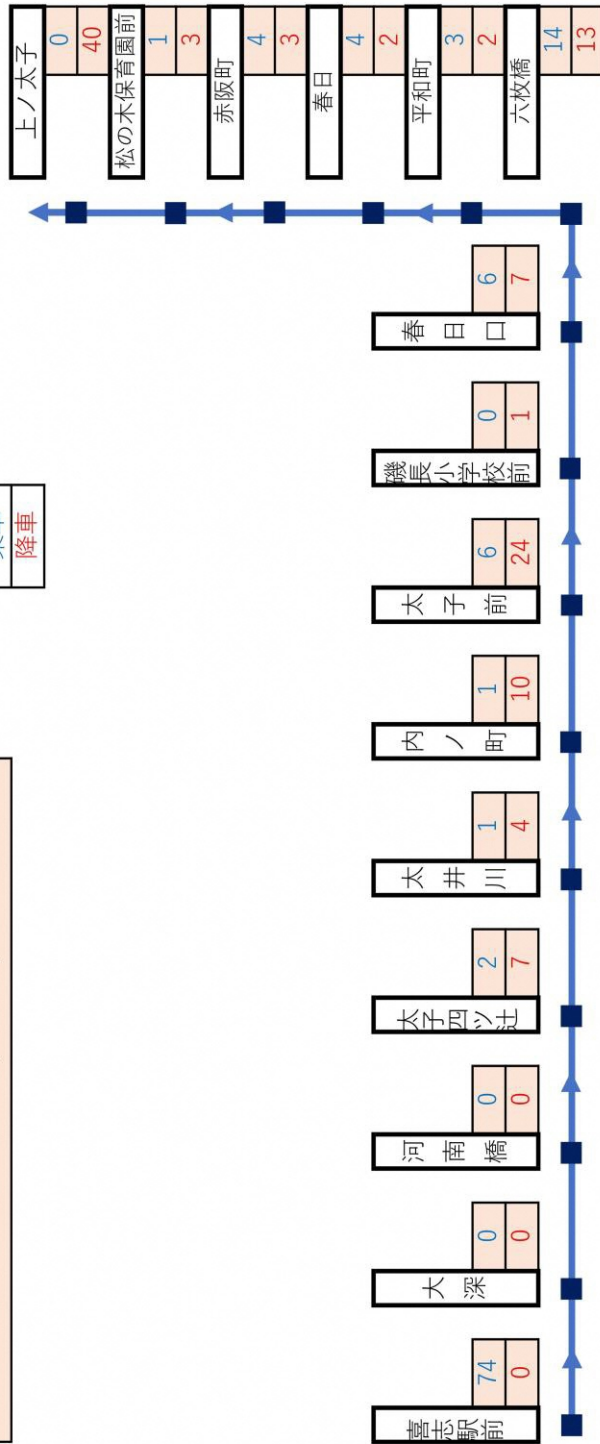 降車
上ノ太子
0
40
松の木保育園前
1
3
赤阪町
4
3
春日
4
2
平和町
3
2
六枚橋
14
13
喜志駅前
74
0
大深
0
0
河南橋
0
0
太子四ツ辻
2
7
太井川
1
4
内ノ町
1
10
太子前
6
24
磯長小学校前
0
1
春日口
6
7